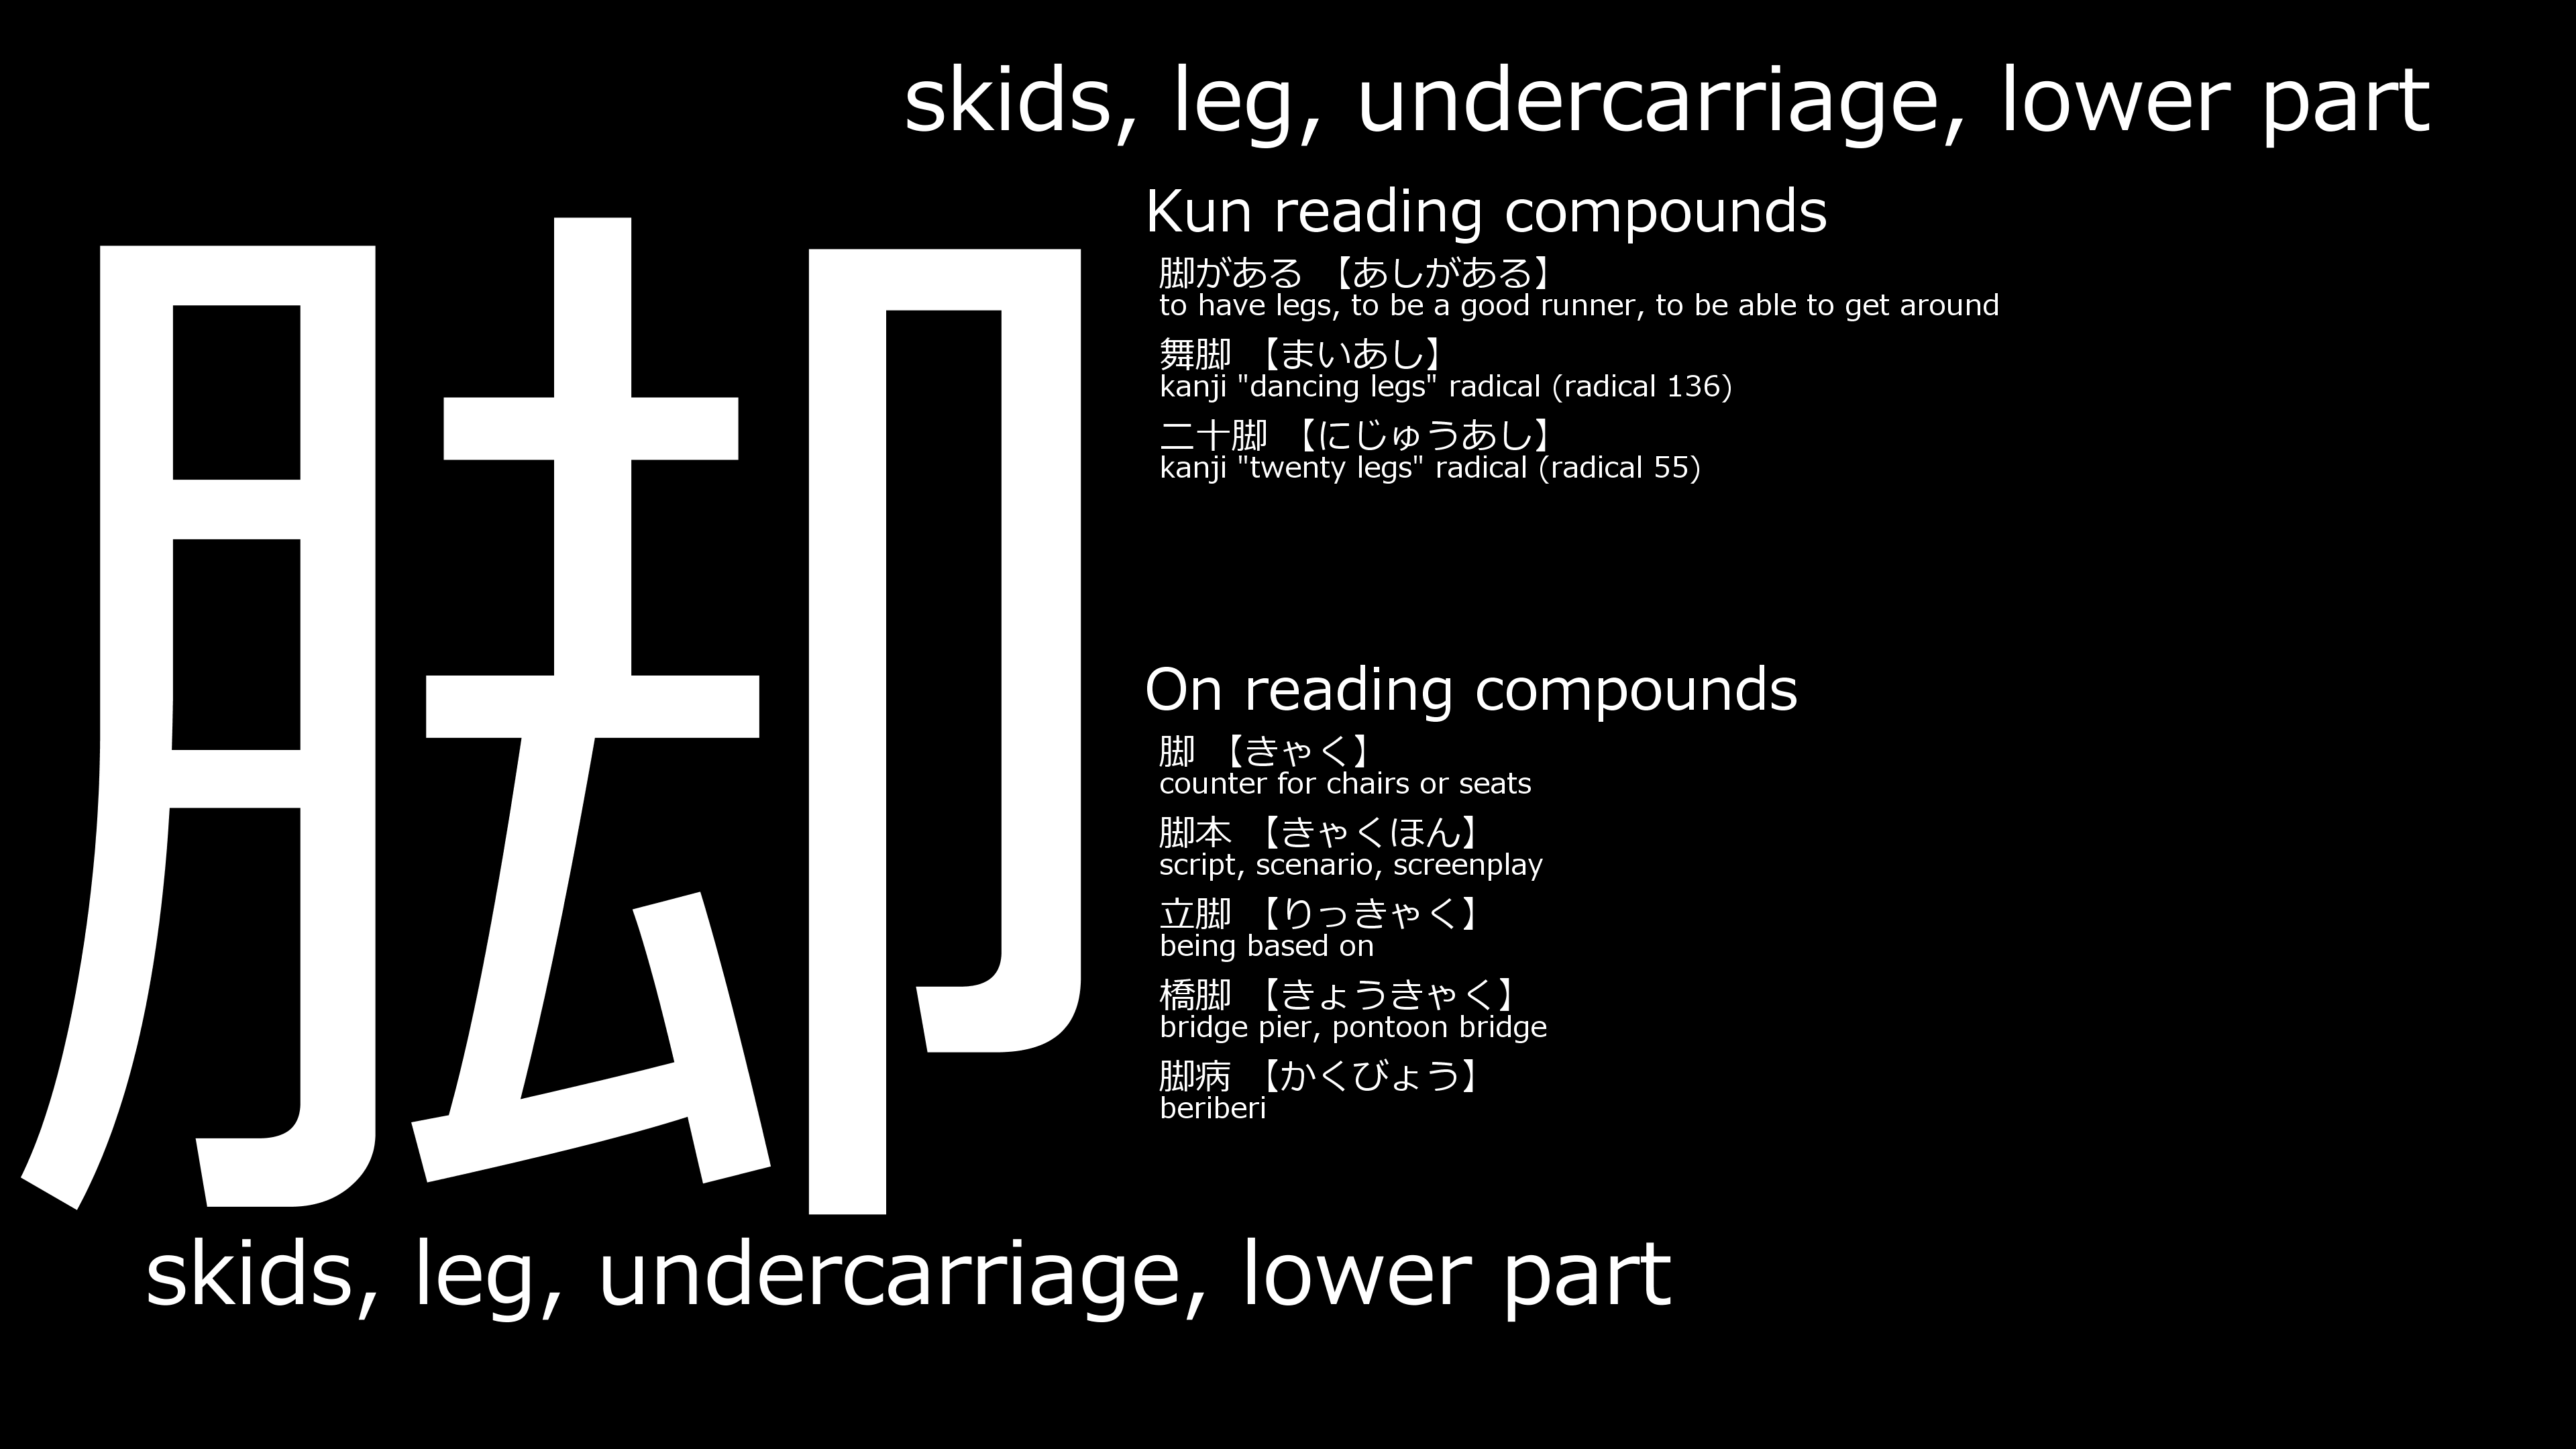 skids, leg, undercarriage, lower part
脚
Kun reading compounds
脚がある 【あしがある】
to have legs, to be a good runner, to be able to get around
舞脚 【まいあし】
kanji "dancing legs" radical (radical 136)
二十脚 【にじゅうあし】
kanji "twenty legs" radical (radical 55)
On reading compounds
脚 【きゃく】
counter for chairs or seats
脚本 【きゃくほん】
script, scenario, screenplay
立脚 【りっきゃく】
being based on
橋脚 【きょうきゃく】
bridge pier, pontoon bridge
脚病 【かくびょう】
beriberi
skids, leg, undercarriage, lower part